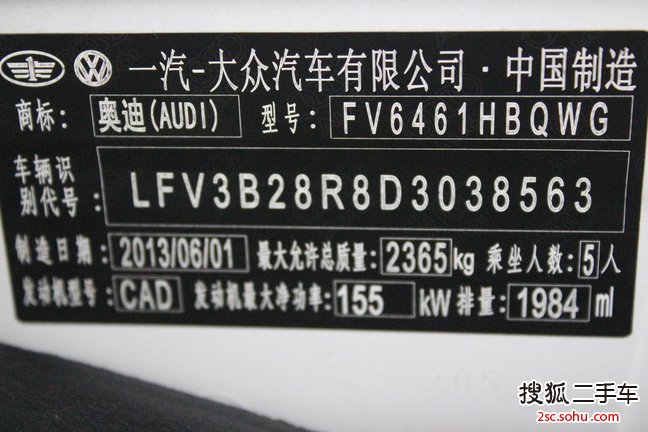 一汽-大众汽车有限公司·中国制造
商标: 奥迪(AUDI) 型号: FV6461HBQWG
车辆识别代号: LFV3B28R8D3038563
制造日期: 2013/06/01 最大允许总质量: 2365kg 乘坐人数: 5人
发动机型号: CAD 发动机最大净功率: 155 kW 排量: 1984 ml
搜狐二手车
2sc.sohu.com